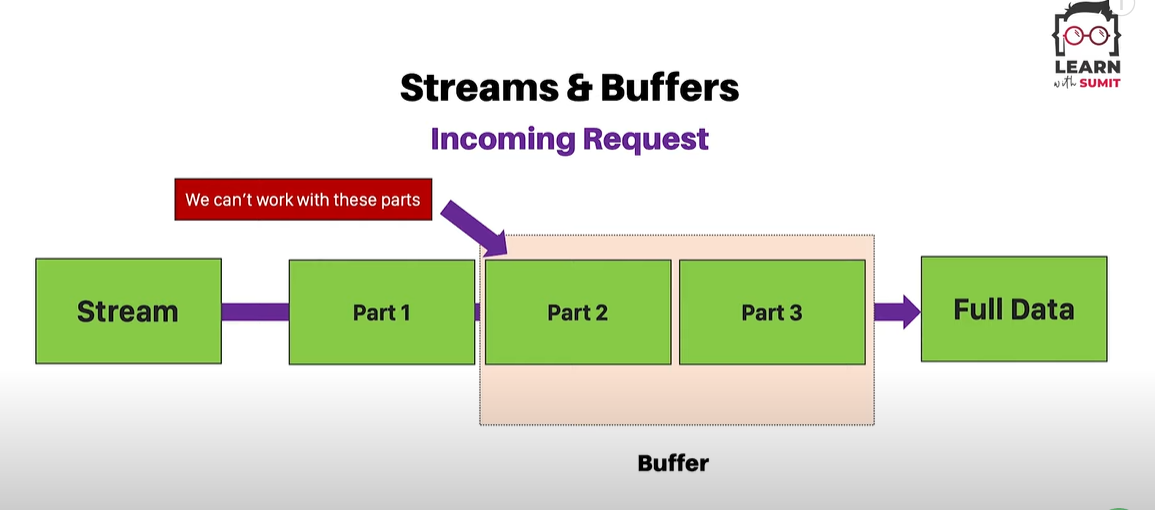 LEARN
with SUMIT
Streams & Buffers
Incoming Request
We can't work with these parts
Stream
Part 1
Part 2
Part 3
Full Data
Buffer